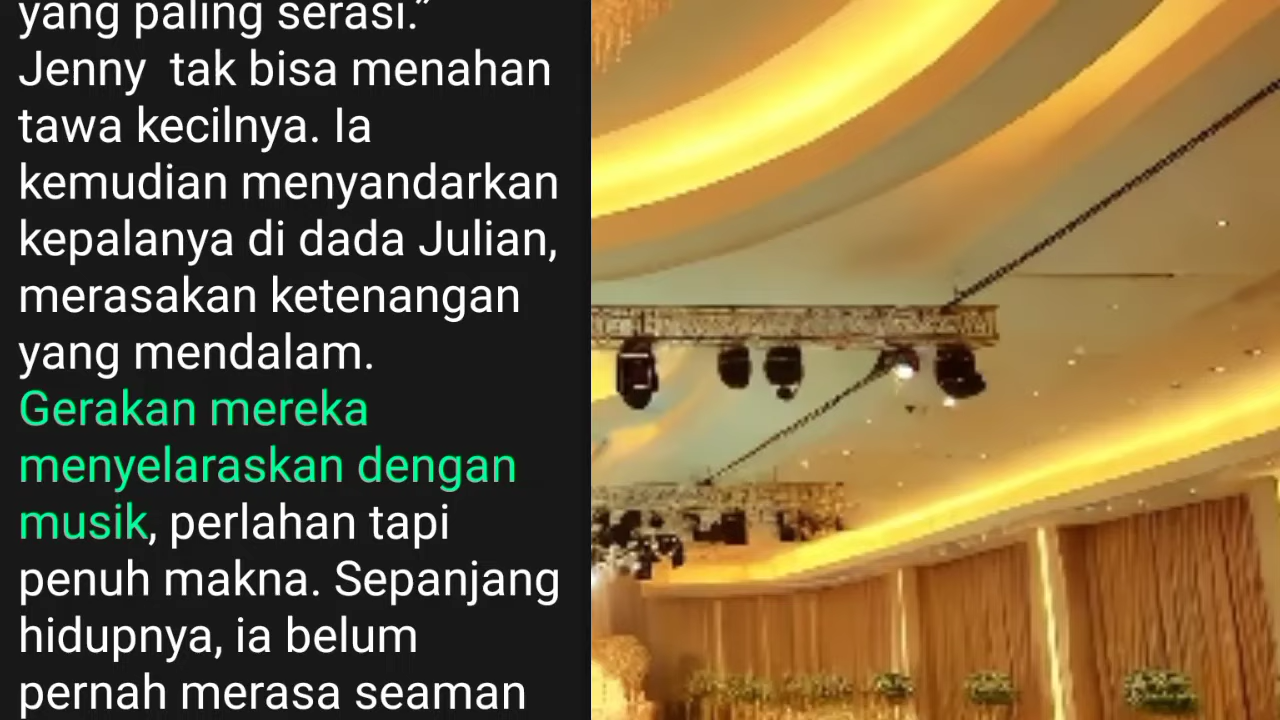 yang paling serasi.”
Jenny  tak bisa menahan
tawa kecilnya. Ia
kemudian menyandarkan
kepalanya di dada Julian,
merasakan ketenangan
yang mendalam.
Gerakan mereka
menyelaraskan dengan
musik, perlahan tapi
penuh makna. Sepanjang
hidupnya, ia belum
pernah merasa seaman